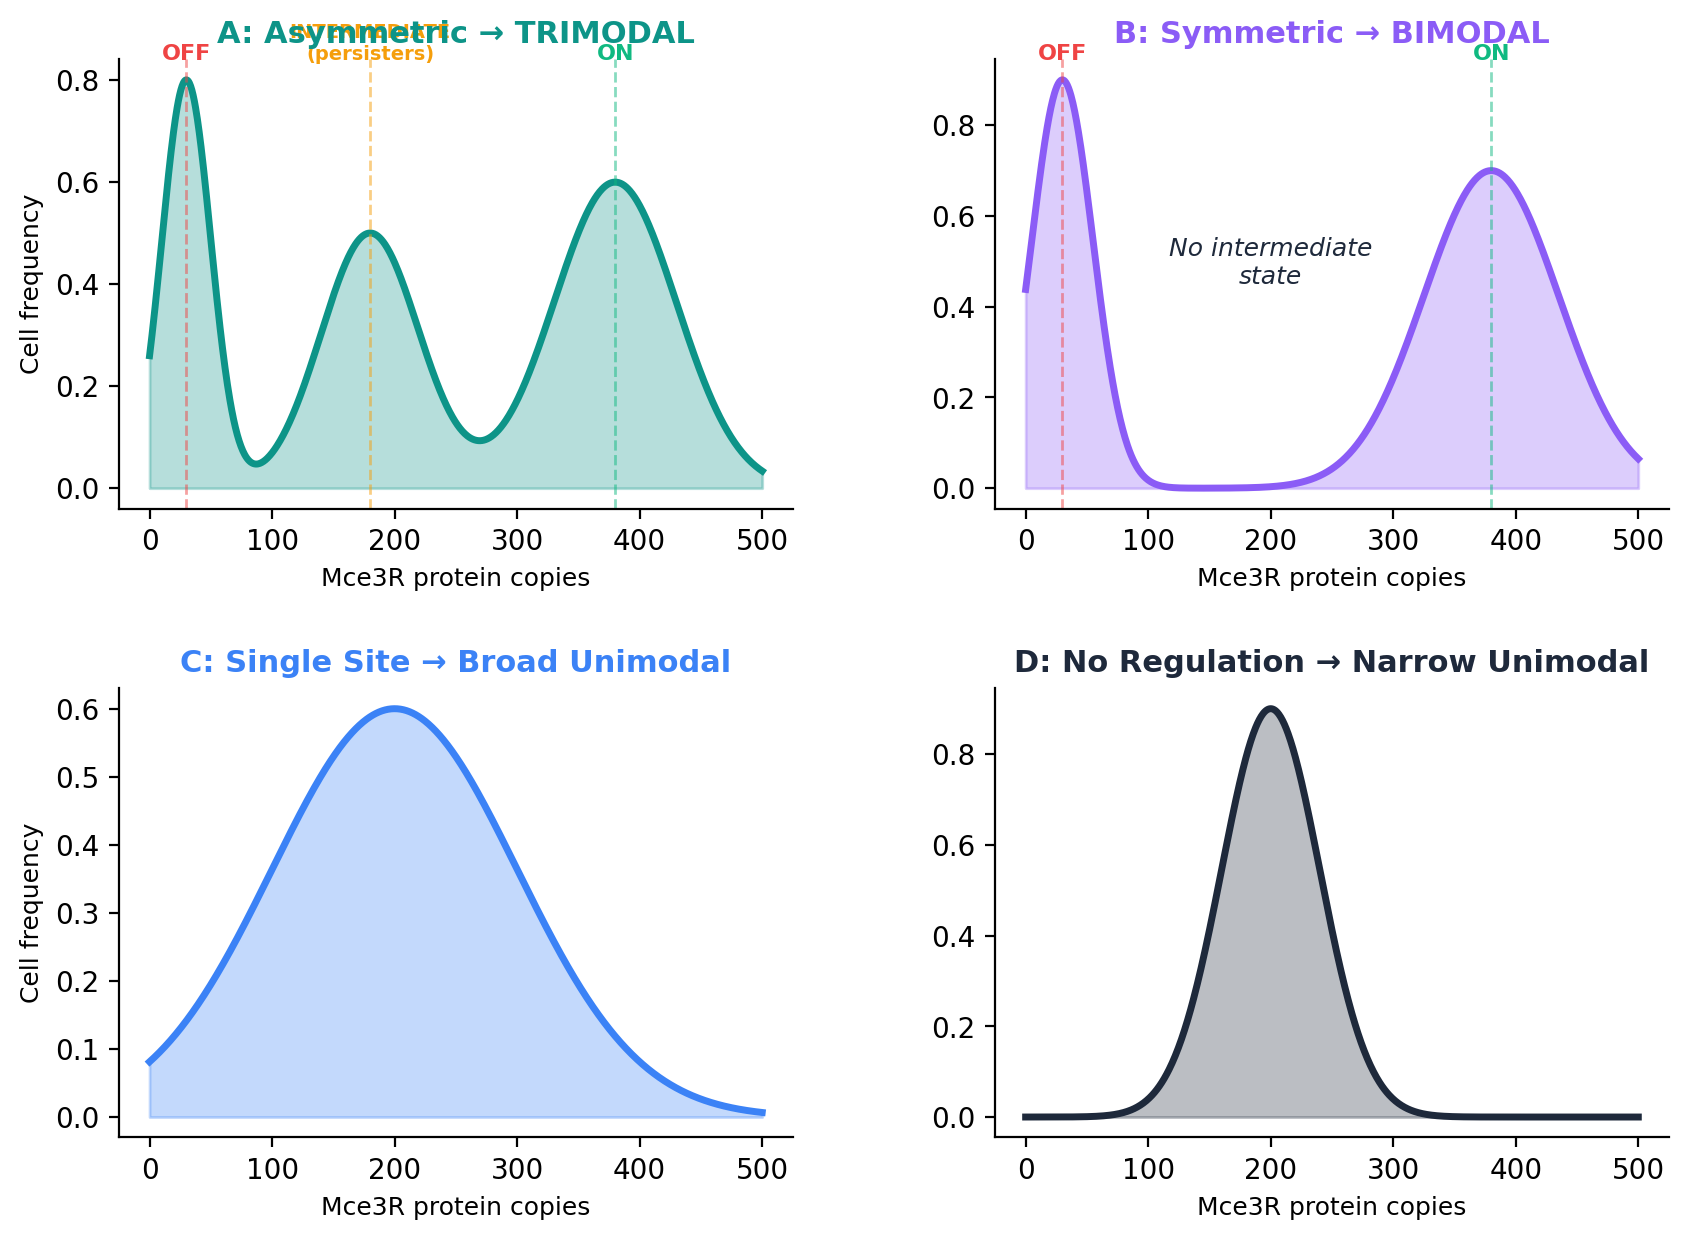 A: Asymmetric → TRIMODAL
INTERMEDIATE
(persisters)
OFF
ON
0.8
0.6
0.4
0.2
0.0
Cell frequency
0 100 200 300 400 500
Mce3R protein copies
B: Symmetric → BIMODAL
OFF
ON
No intermediate
state
0.8
0.6
0.4
0.2
0.0
0 100 200 300 400 500
Mce3R protein copies
C: Single Site → Broad Unimodal
0.6
0.5
0.4
0.3
0.2
0.1
0.0
Cell frequency
0 100 200 300 400 500
Mce3R protein copies
D: No Regulation → Narrow Unimodal
0.8
0.6
0.4
0.2
0.0
0 100 200 300 400 500
Mce3R protein copies